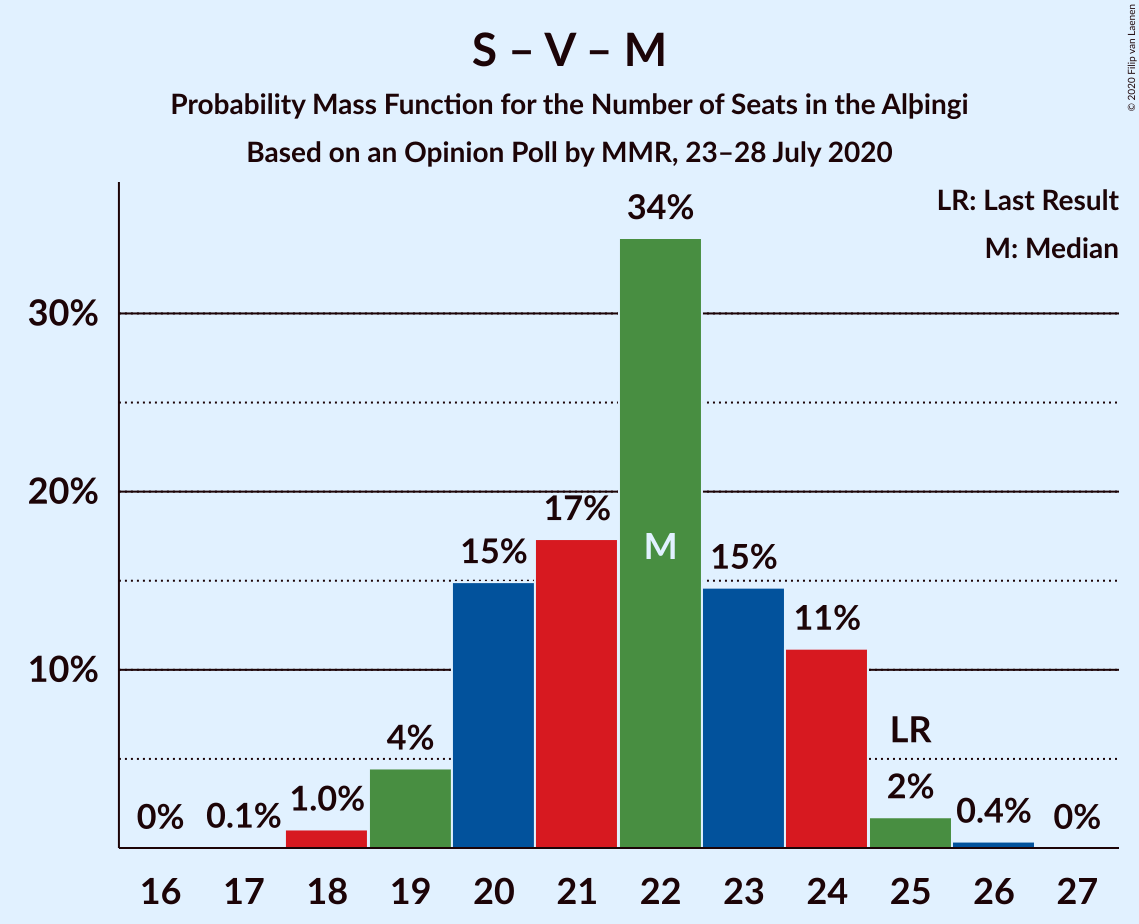 S – V – M
Probability Mass Function for the Number of Seats in the Alþingi
Based on an Opinion Poll by MMR, 23–28 July 2020
© 2020 Filip van Laenen
LR: Last Result
M: Median
34%
30%
20%
17%
15%
M
15%
11%
10%
4%
LR
2%
1.0%
0.4%
0%
0.1%
0%
16 17 18 19 20 21 22 23 24 25 26 27